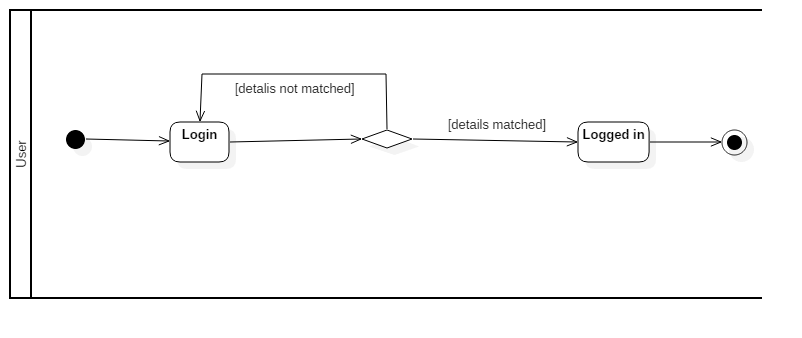 [detalis not matched]
[details matched]
Login
Logged in
User